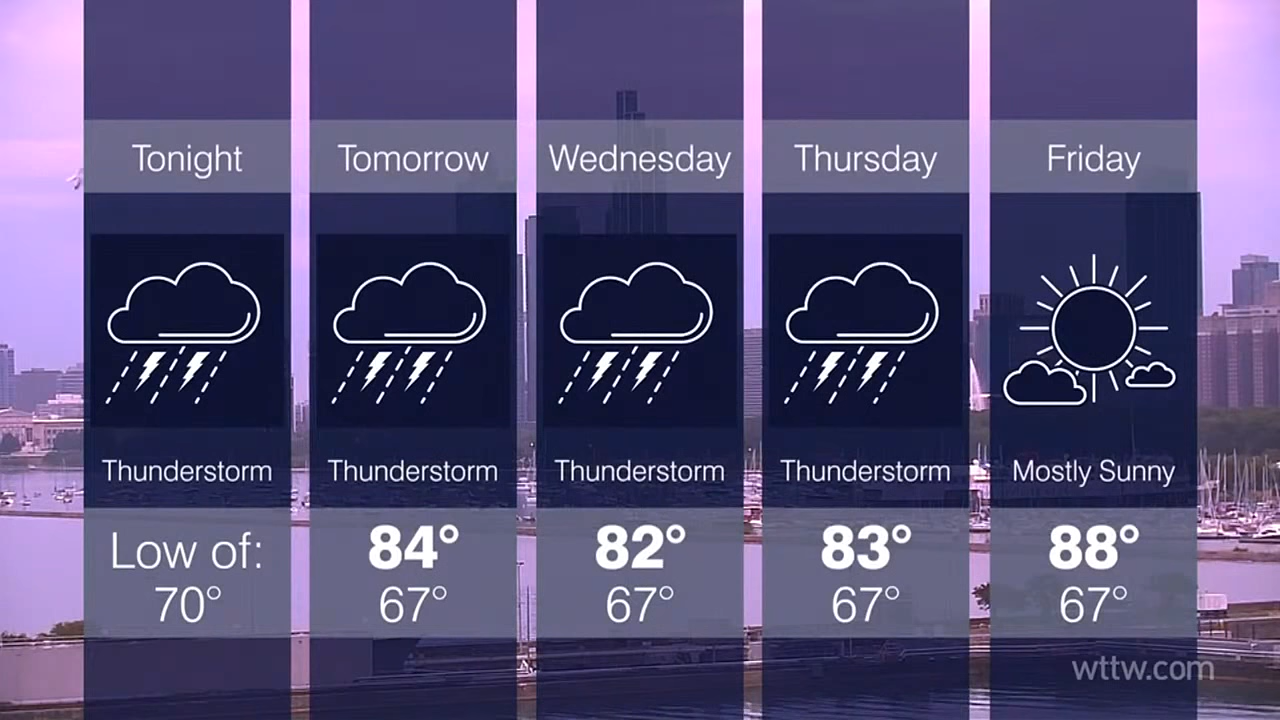 Tonight
Thunderstorm
Low of:
70°
Tomorrow
Thunderstorm
84°
67°
Wednesday
Thunderstorm
82°
67°
Thursday
Thunderstorm
83°
67°
Friday
Mostly Sunny
88°
67°
wttw.com